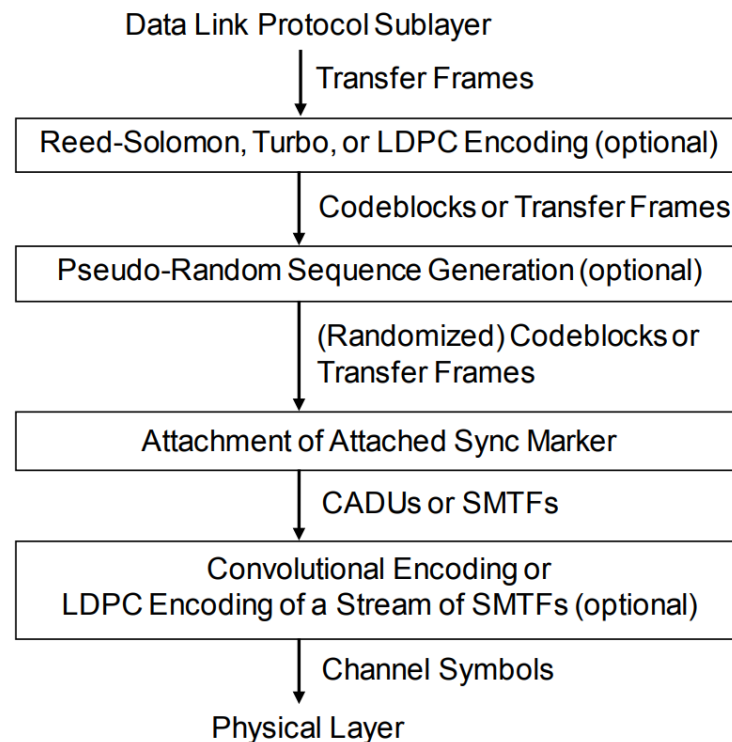 Data Link Protocol Sublayer
Transfer Frames
Reed-Solomon, Turbo, or LDPC Encoding (optional)
Codeblocks or Transfer Frames
Pseudo-Random Sequence Generation (optional)
(Randomized) Codeblocks or
Transfer Frames
Attachment of Attached Sync Marker
CADUs or SMTFs
Convolutional Encoding or
LDPC Encoding of a Stream of SMTFs (optional)
Channel Symbols
Physical Layer